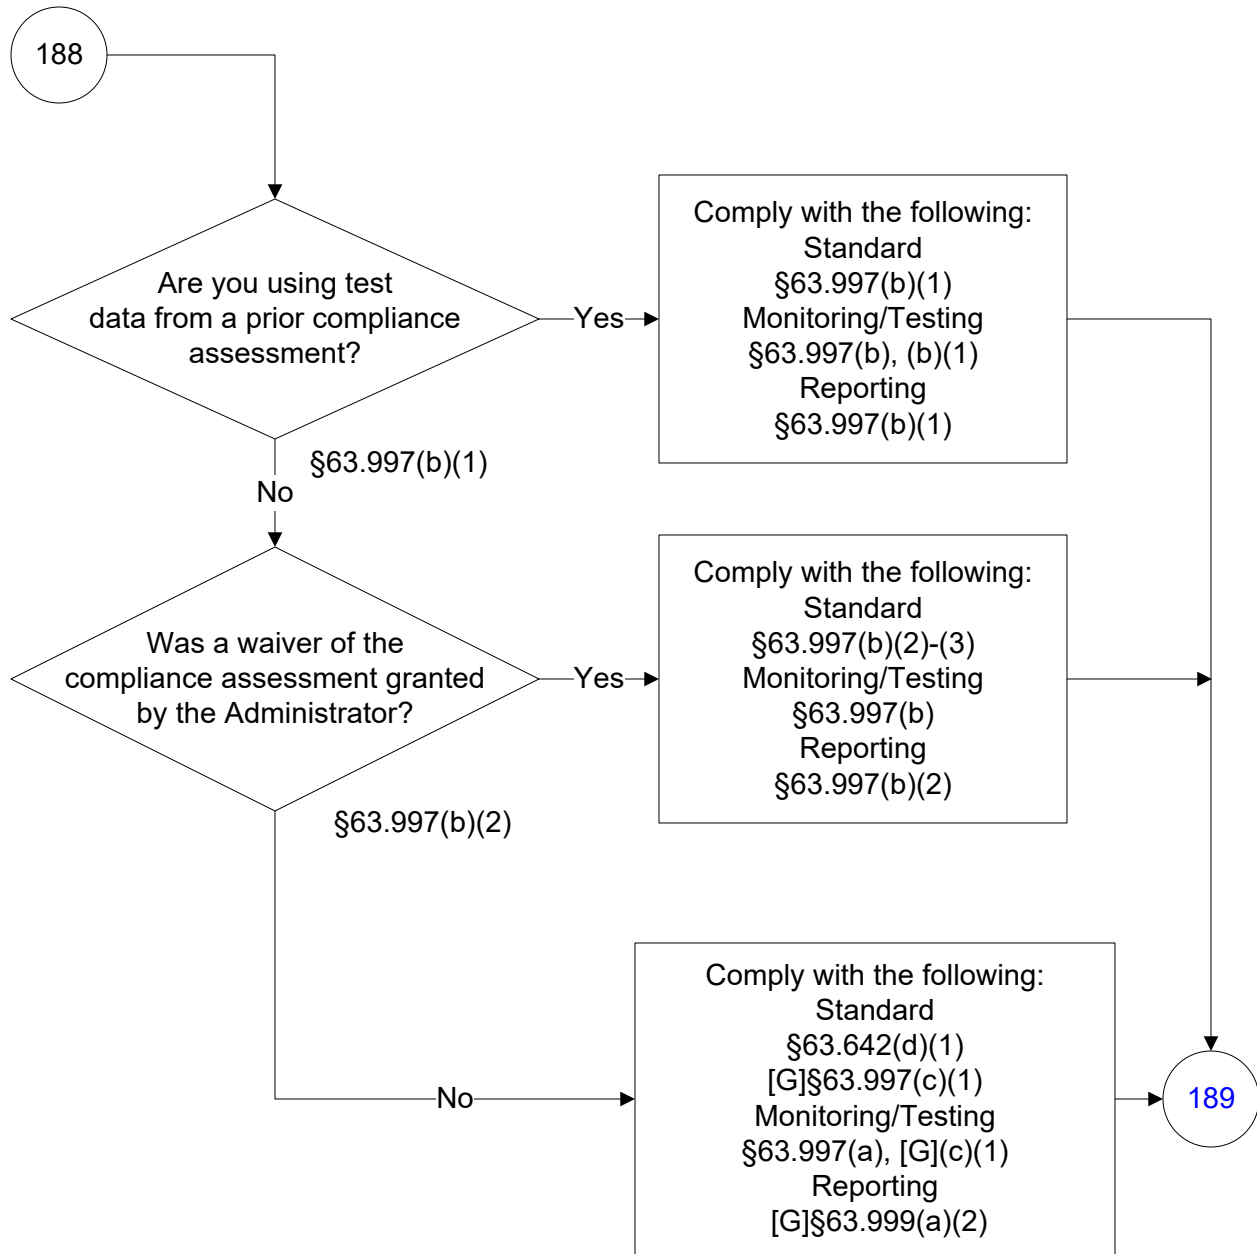 188
Are you using test
data from a prior compliance
assessment?
Yes
Comply with the following:
Standard
§63.997(b)(1)
Monitoring/Testing
§63.997(b), (b)(1)
Reporting
§63.997(b)(1)
§63.997(b)(1)
No
Was a waiver of the
compliance assessment granted
by the Administrator?
Yes
Comply with the following:
Standard
§63.997(b)(2)-(3)
Monitoring/Testing
§63.997(b)
Reporting
§63.997(b)(2)
§63.997(b)(2)
No
Comply with the following:
Standard
§63.642(d)(1)
[G]§63.997(c)(1)
Monitoring/Testing
§63.997(a), [G](c)(1)
Reporting
[G]§63.999(a)(2)
189